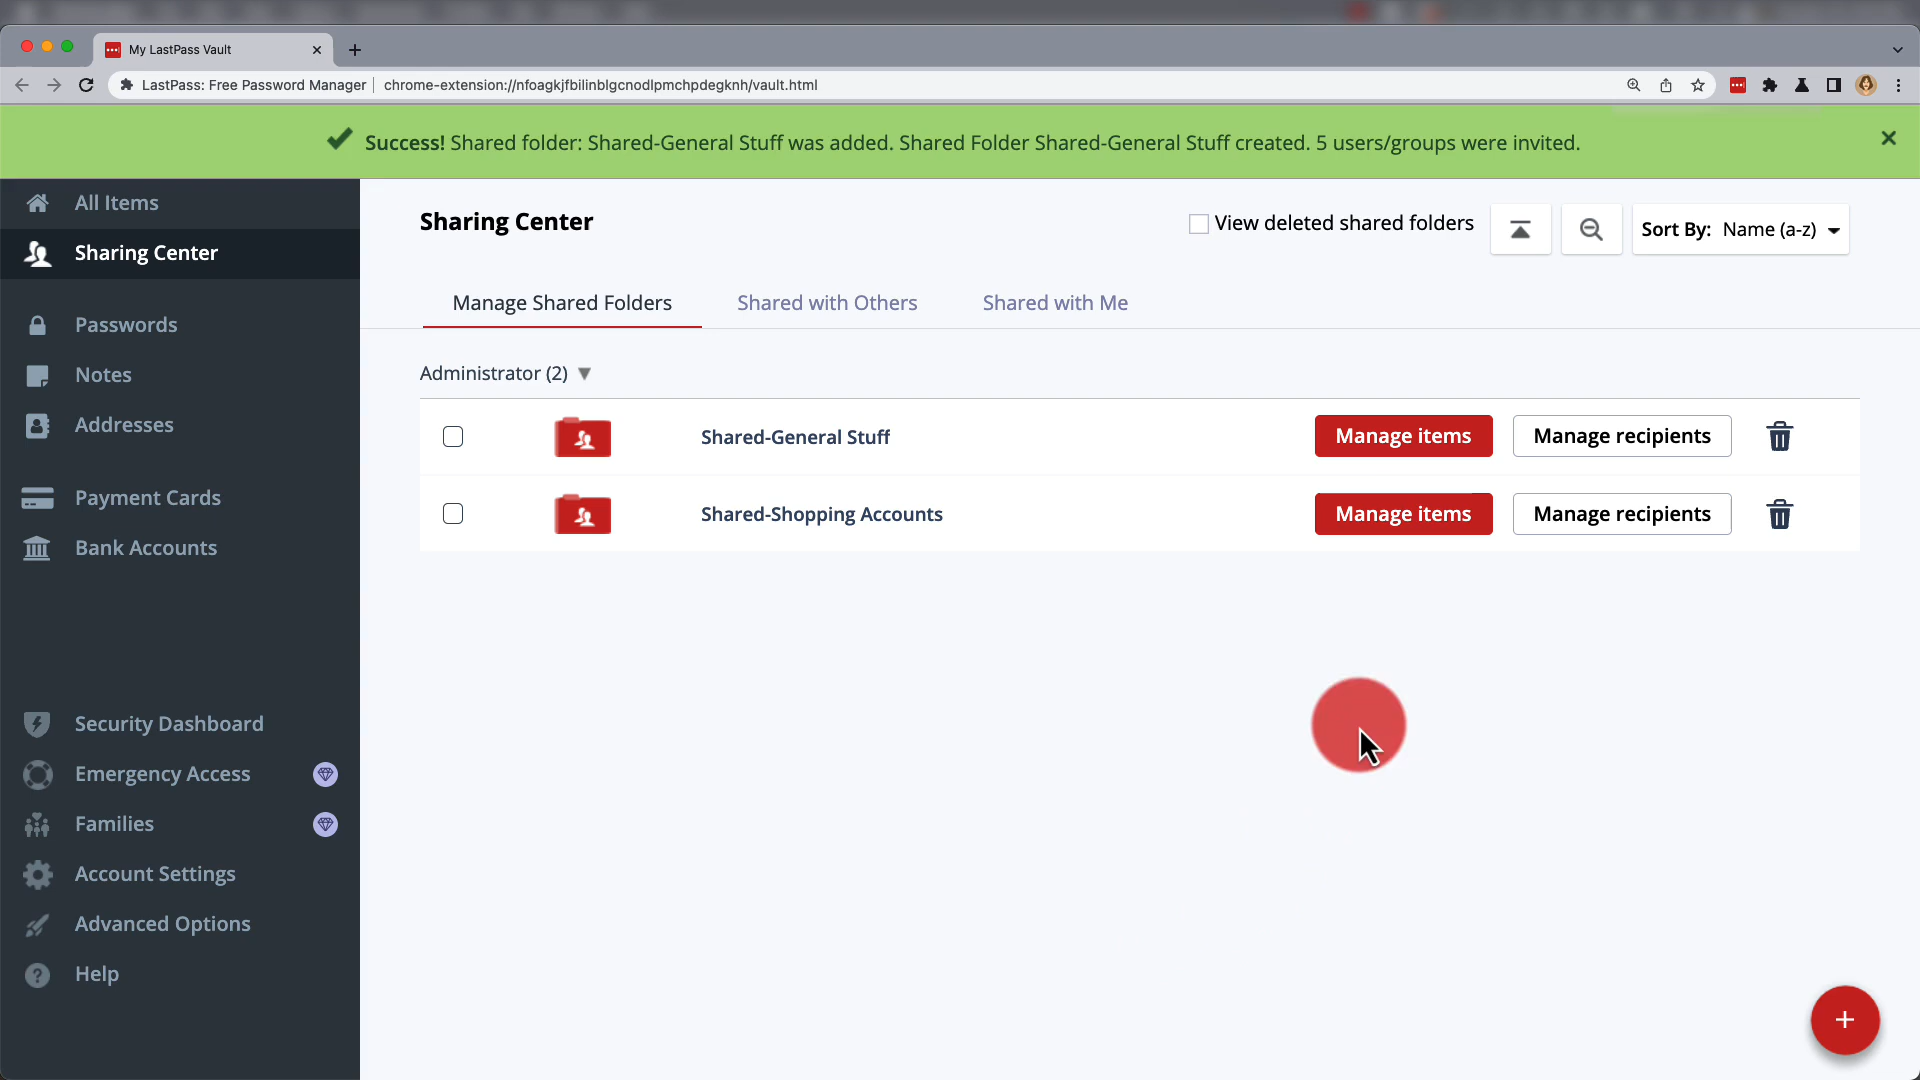 My LastPass Vault
LastPass: Free Password Manager chrome-extension://nfoagkjfbilinblgcnodlpmchpdegknh/vault.html
Success! Shared folder: Shared-General Stuff was added. Shared Folder Shared-General Stuff created. 5 users/groups were invited.
All Items
Sharing Center
Passwords
Notes
Addresses
Payment Cards
Bank Accounts
Security Dashboard
Emergency Access
Families
Account Settings
Advanced Options
Help
Sharing Center
View deleted shared folders
Sort By: Name (a-z)
Manage Shared Folders Shared with Others Shared with Me
Administrator (2)
Shared-General Stuff Manage items Manage recipients
Shared-Shopping Accounts Manage items Manage recipients